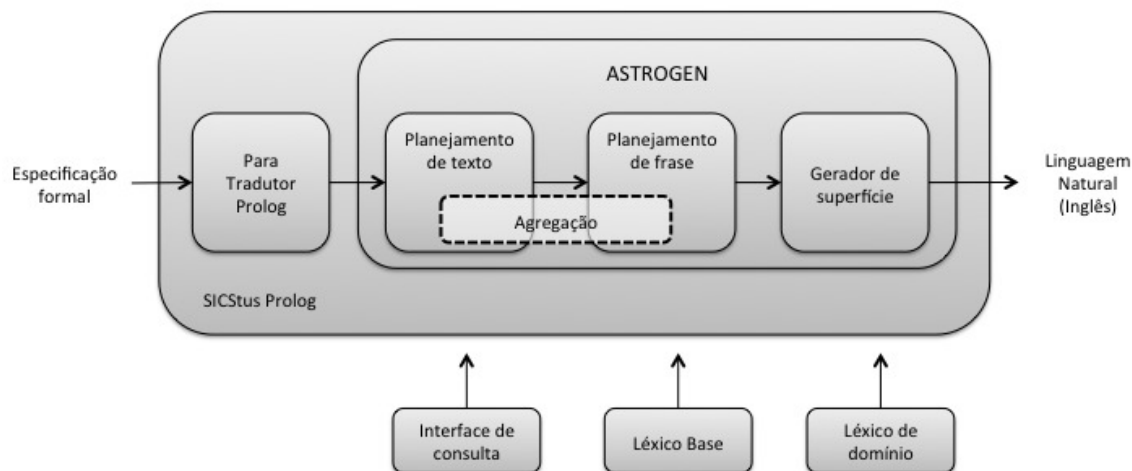 ASTROGEN
Especificação
formal
Para
Tradutor
Prolog
Planejamento
de texto
Planejamento
de frase
Agregação
Gerador de
superfície
Linguagem
Natural
(Inglês)
SICStus Prolog
Interface de
consulta
Léxico Base
Léxico de
domínio